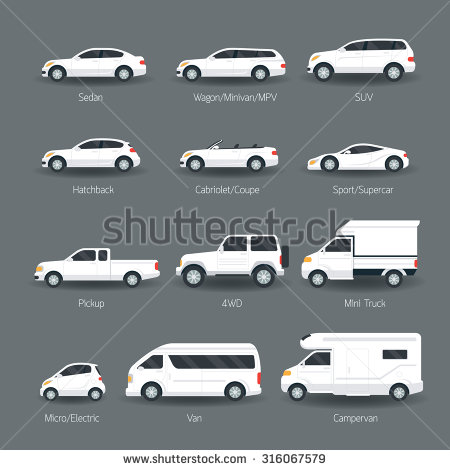 Sedan
Wagon/Minivan/MPV
SUV
Hatchback
Cabriolet/Coupe
Sport/Supercar
shutterstock
Pickup
4WD
Mini Truck
Micro/Electric
Van
Campervan
www.shutterstock.com · 316067579